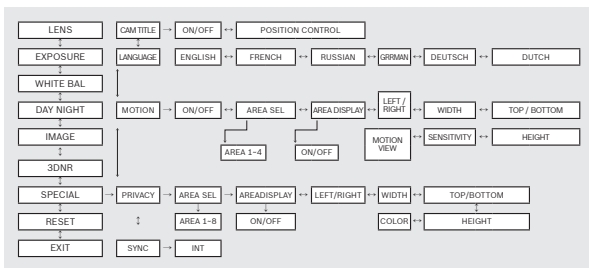 LENS CAM TITLE → ON/OFF ↔ POSITION CONTROL
EXPOSURE LANGUAGE ENGLISH ↔ FRENCH ↔ RUSSIAN ↔ GRRMAN ↔ DEUTSCH ↔ DUTCH
WHITE BAL
DAY NIGHT MOTION → ON/OFF ↔ AREA SEL ↔ AREA DISPLAY ↔ LEFT / RIGHT ↔ WIDTH ↔ TOP / BOTTOM
IMAGE AREA 1~4 ON/OFF MOTION VIEW SENSITIVITY ↔ HEIGHT
3DNR
SPECIAL → PRIVACY → AREA SEL → AREADISPLAY ↔ LEFT/RIGHT ↔ WIDTH ↔ TOP/BOTTOM
RESET AREA 1~8 ON/OFF COLOR ↔ HEIGHT
EXIT SYNC → INT